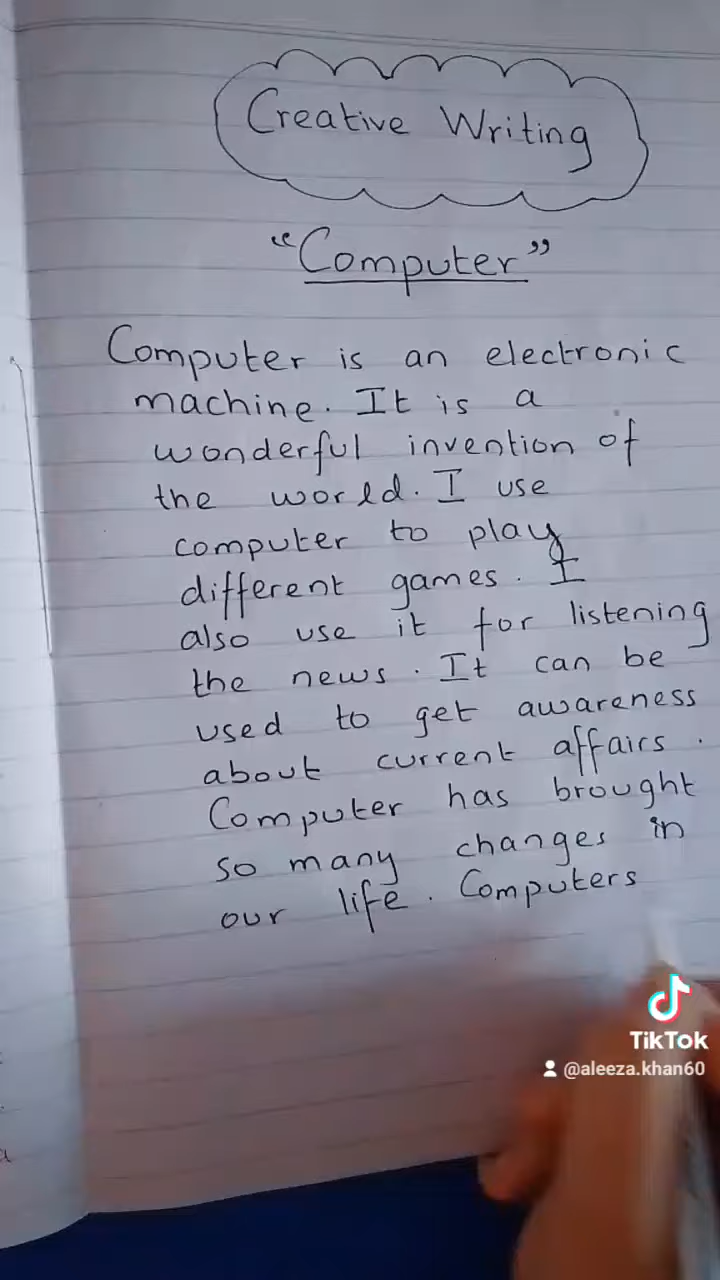 Creative Writing
"Computer"
Computer is an electronic
machine. It is a
wonderful invention of
the world. I use
computer to play
different games. I
also use it for listening
the news. It can be
used to get awareness
about current affairs.
Computer has brought
so many changes in
our life. Computers
TikTok
@aleeza.khan60